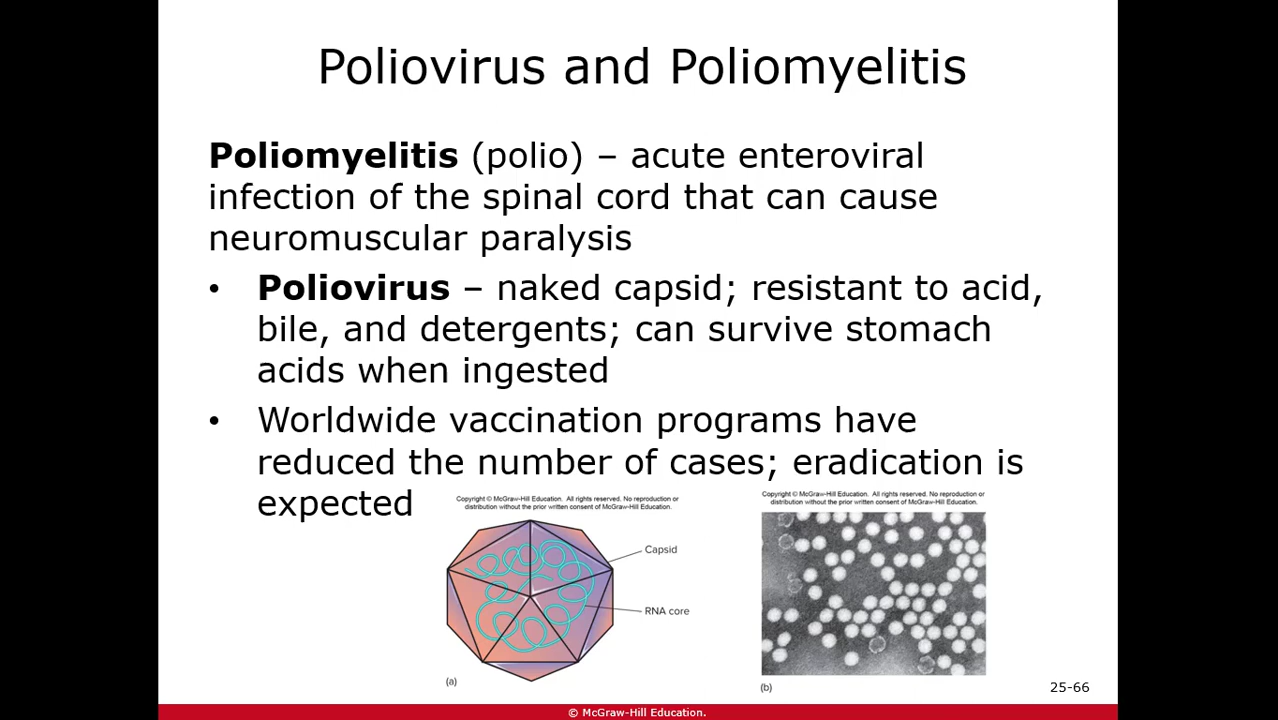 Poliovirus and Poliomyelitis
Poliomyelitis (polio) – acute enteroviral
infection of the spinal cord that can cause
neuromuscular paralysis
• Poliovirus – naked capsid; resistant to acid,
bile, and detergents; can survive stomach
acids when ingested
• Worldwide vaccination programs have
reduced the number of cases; eradication is
expected
Copyright © McGraw-Hill Education. All rights reserved. No reproduction or
distribution without the prior written consent of McGraw-Hill Education.
Capsid
RNA core
(a)
Copyright © McGraw-Hill Education. All rights reserved. No reproduction or
distribution without the prior written consent of McGraw-Hill Education.
(b)
25-66
© McGraw-Hill Education.